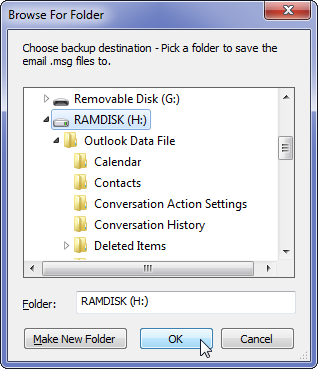 Browse For Folder
Choose backup destination - Pick a folder to save the
email .msg files to.
Removable Disk (G:)
RAMDISK (H:)
Outlook Data File
Calendar
Contacts
Conversation Action Settings
Conversation History
Deleted Items
Folder: RAMDISK (H:)
Make New Folder OK Cancel